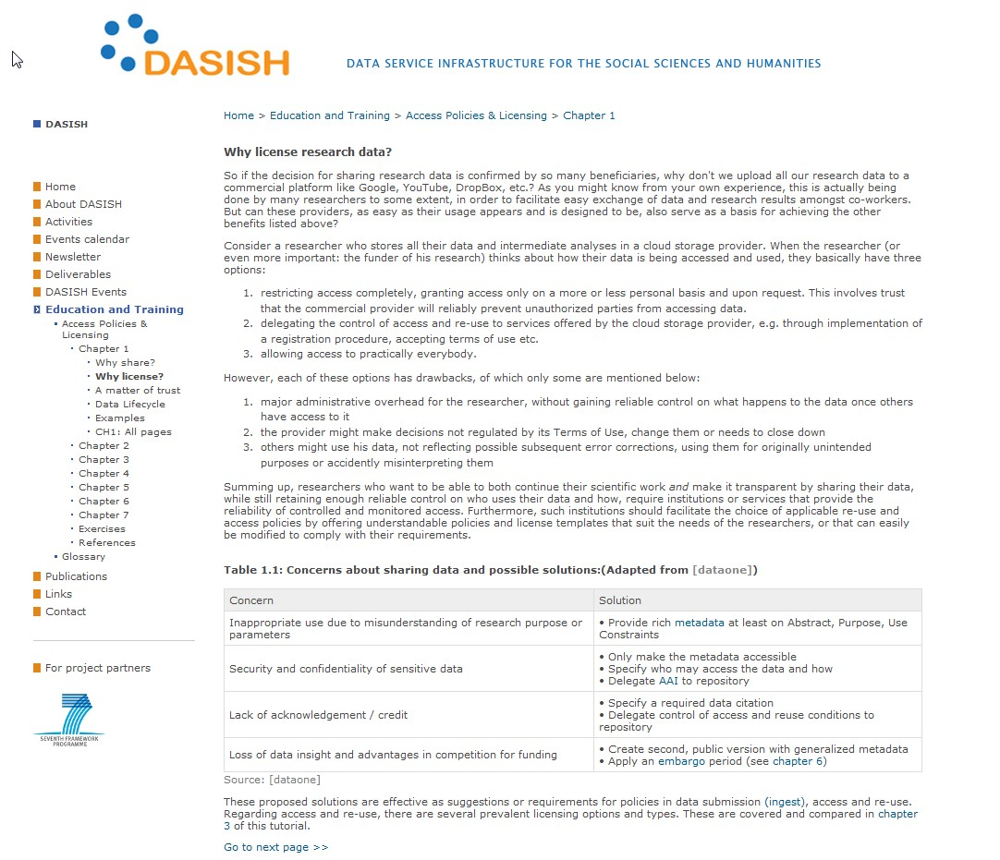 DASISH
DATA SERVICE INFRASTRUCTURE FOR THE SOCIAL SCIENCES AND HUMANITIES
DASISH
Home
About DASISH
Activities
Events calendar
Newsletter
Deliverables
DASISH Events
Education and Training
• Access Policies &
Licensing
· Chapter 1
· Why share?
· Why license?
· A matter of trust
· Data Lifecycle
· Examples
· CH1: All pages
· Chapter 2
· Chapter 3
· Chapter 4
· Chapter 5
· Chapter 6
· Chapter 7
· Exercises
· References
• Glossary
Publications
Links
Contact
For project partners
SEVENTH FRAMEWORK
PROGRAMME
Home > Education and Training > Access Policies & Licensing > Chapter 1
Why license research data?
So if the decision for sharing research data is confirmed by so many beneficiaries, why don't we upload all our research data to a
commercial platform like Google, YouTube, DropBox, etc.? As you might know from your own experience, this is actually being
done by many researchers to some extent, in order to facilitate easy exchange of data and research results amongst co-workers.
But can these providers, as easy as their usage appears and is designed to be, also serve as a basis for achieving the other
benefits listed above?
Consider a researcher who stores all their data and intermediate analyses in a cloud storage provider. When the researcher (or
even more important: the funder of his research) thinks about how their data is being accessed and used, they basically have three
options:
1. restricting access completely, granting access only on a more or less personal basis and upon request. This involves trust
that the commercial provider will reliably prevent unauthorized parties from accessing data.
2. delegating the control of access and re-use to services offered by the cloud storage provider, e.g. through implementation of
a registration procedure, accepting terms of use etc.
3. allowing access to practically everybody.
However, each of these options has drawbacks, of which only some are mentioned below:
1. major administrative overhead for the researcher, without gaining reliable control on what happens to the data once others
have access to it
2. the provider might make decisions not regulated by its Terms of Use, change them or needs to close down
3. others might use his data, not reflecting possible subsequent error corrections, using them for originally unintended
purposes or accidently misinterpreting them
Summing up, researchers who want to be able to both continue their scientific work and make it transparent by sharing their data,
while still retaining enough reliable control on who uses their data and how, require institutions or services that provide the
reliability of controlled and monitored access. Furthermore, such institutions should facilitate the choice of applicable re-use and
access policies by offering understandable policies and license templates that suit the needs of the researchers, or that can easily
be modified to comply with their requirements.
Table 1.1: Concerns about sharing data and possible solutions:(Adapted from [dataone])
Concern
Solution
Inappropriate use due to misunderstanding of research purpose or
parameters
• Provide rich metadata at least on Abstract, Purpose, Use
Constraints
Security and confidentiality of sensitive data
• Only make the metadata accessible
• Specify who may access the data and how
• Delegate AAI to repository
Lack of acknowledgement / credit
• Specify a required data citation
• Delegate control of access and reuse conditions to
repository
Loss of data insight and advantages in competition for funding
• Create second, public version with generalized metadata
• Apply an embargo period (see chapter 6)
Source: [dataone]
These proposed solutions are effective as suggestions or requirements for policies in data submission (ingest), access and re-use.
Regarding access and re-use, there are several prevalent licensing options and types. These are covered and compared in chapter
3 of this tutorial.
Go to next page >>